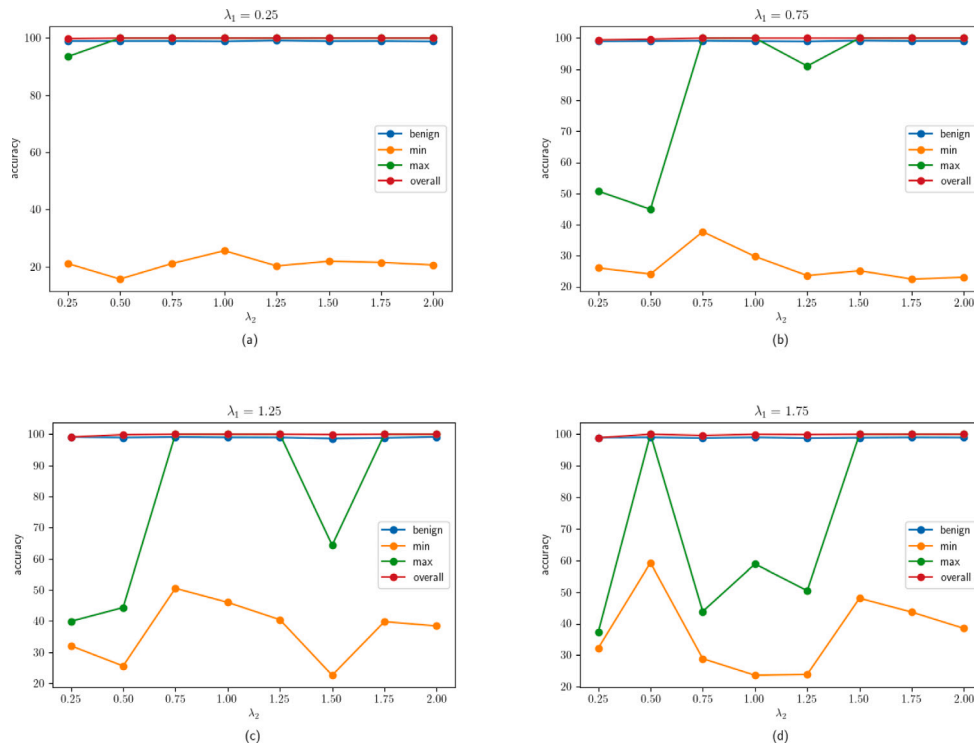 λ₁ = 0.25
100
80
60
40
20
accuracy
benign
min
max
overall
0.25 0.50 0.75 1.00 1.25 1.50 1.75 2.00
λ₂
(a)
λ₁ = 0.75
100
90
80
70
60
50
40
30
20
accuracy
benign
min
max
overall
0.25 0.50 0.75 1.00 1.25 1.50 1.75 2.00
λ₂
(b)
λ₁ = 1.25
100
90
80
70
60
50
40
30
20
accuracy
benign
min
max
overall
0.25 0.50 0.75 1.00 1.25 1.50 1.75 2.00
λ₂
(c)
λ₁ = 1.75
100
90
80
70
60
50
40
30
20
accuracy
benign
min
max
overall
0.25 0.50 0.75 1.00 1.25 1.50 1.75 2.00
λ₂
(d)